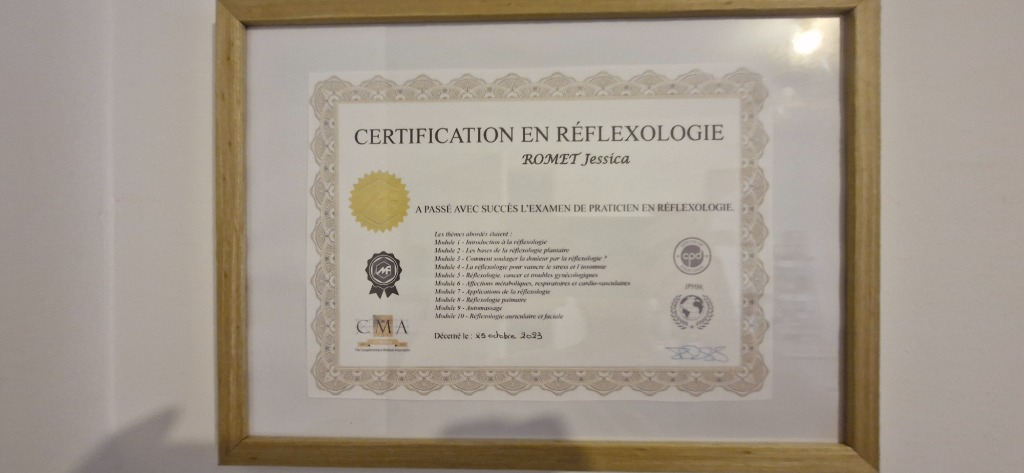 CERTIFICATION EN RÉFLEXOLOGIE
ROMET Jessica
A PASSÉ AVEC SUCCÉS L'EXAMEN DE PRATICIEN EN RÉFLEXOLOGIE.
Les thèmes abordés étaient :
Module 1 - Introduction à la réflexologie
Module 2 - Les bases de la réflexologie plantaire
Module 3 - Comment soulager la douleur par la réflexologie ?
Module 4 - La réflexologie pour vaincre le stress et l'insomnie
Module 5 - Réflexologie, cancer et troubles gynécologiques
Module 6 - Affections métaboliques, respiratoires et cardio-vasculaires
Module 7 - Applications de la réflexologie
Module 8 - Réflexologie palmaire
Module 9 - Automassage
Module 10 - Réflexologie auriculaire et faciale
Décerné le : 25 octobre 2023
cpd
IPHM
CMA